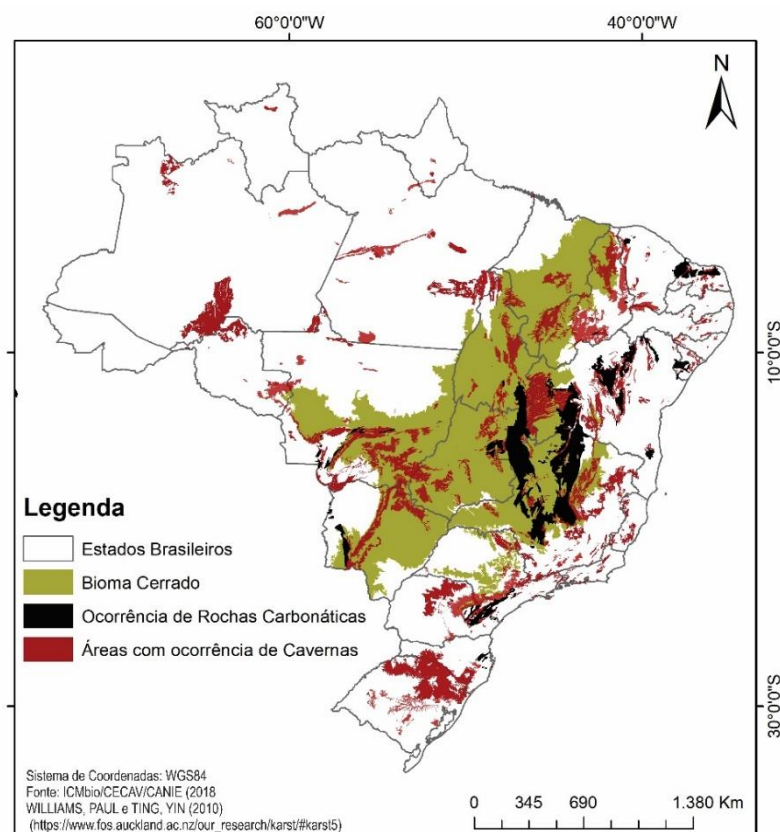 60°0'0"W
40°0'0"W
N
10°0'0"S
30°0'0"S
Legenda
Estados Brasileiros
Bioma Cerrado
Ocorrência de Rochas Carbonáticas
Áreas com ocorrência de Cavernas
Sistema de Coordenadas: WGS84
Fonte: ICMbio/CECAV/CANIE (2018
WILLIAMS, PAUL e TING, YIN (2010)
(https://www.fos.auckland.ac.nz/our_research/karst/#karst5)
0 345 690 1.380 Km